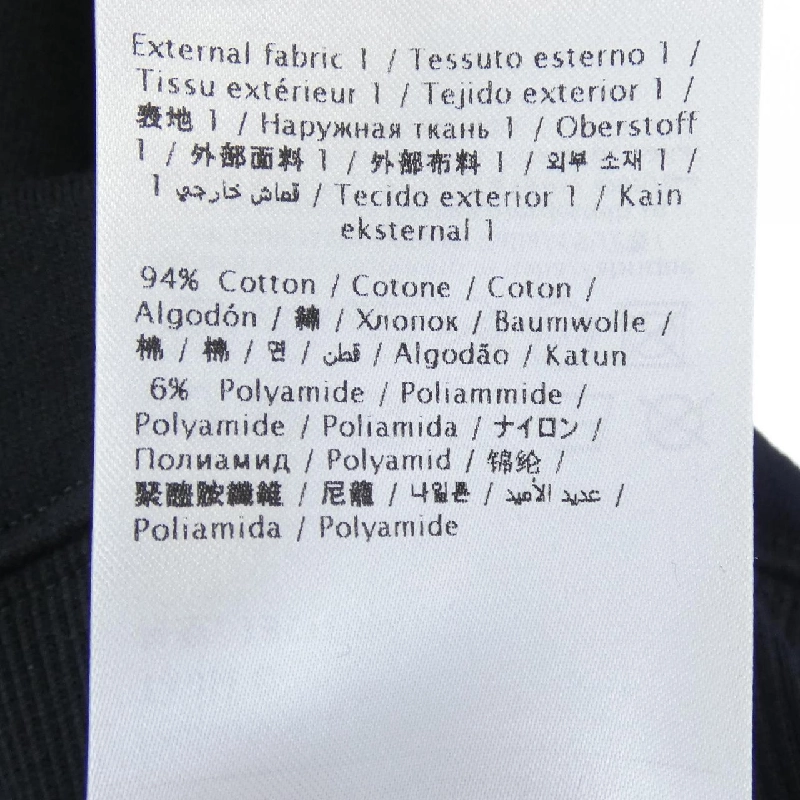 External fabric 1 / Tessuto esterno 1 /
Tissu extérieur 1 / Tejido exterior 1 /
表地 1 / Наружная ткань 1 / Oberstoff
1 / 外部面料 1 / 外部布料 1 / 외부 소재 1 /
قماش خارجي 1 / Tecido exterior 1 / Kain
eksternal 1
94% Cotton / Cotone / Coton /
Algodón / 綿 / Хлопок / Baumwolle /
棉 / 棉 / 면 / قطن / Algodão / Katun
6% Polyamide / Poliammide /
Polyamide / Poliamida / ナイロン /
Полиамид / Polyamid / 锦纶 /
聚醯胺纖維 / 尼龍 / 나일론 / عديد الأميد /
Poliamida / Polyamide